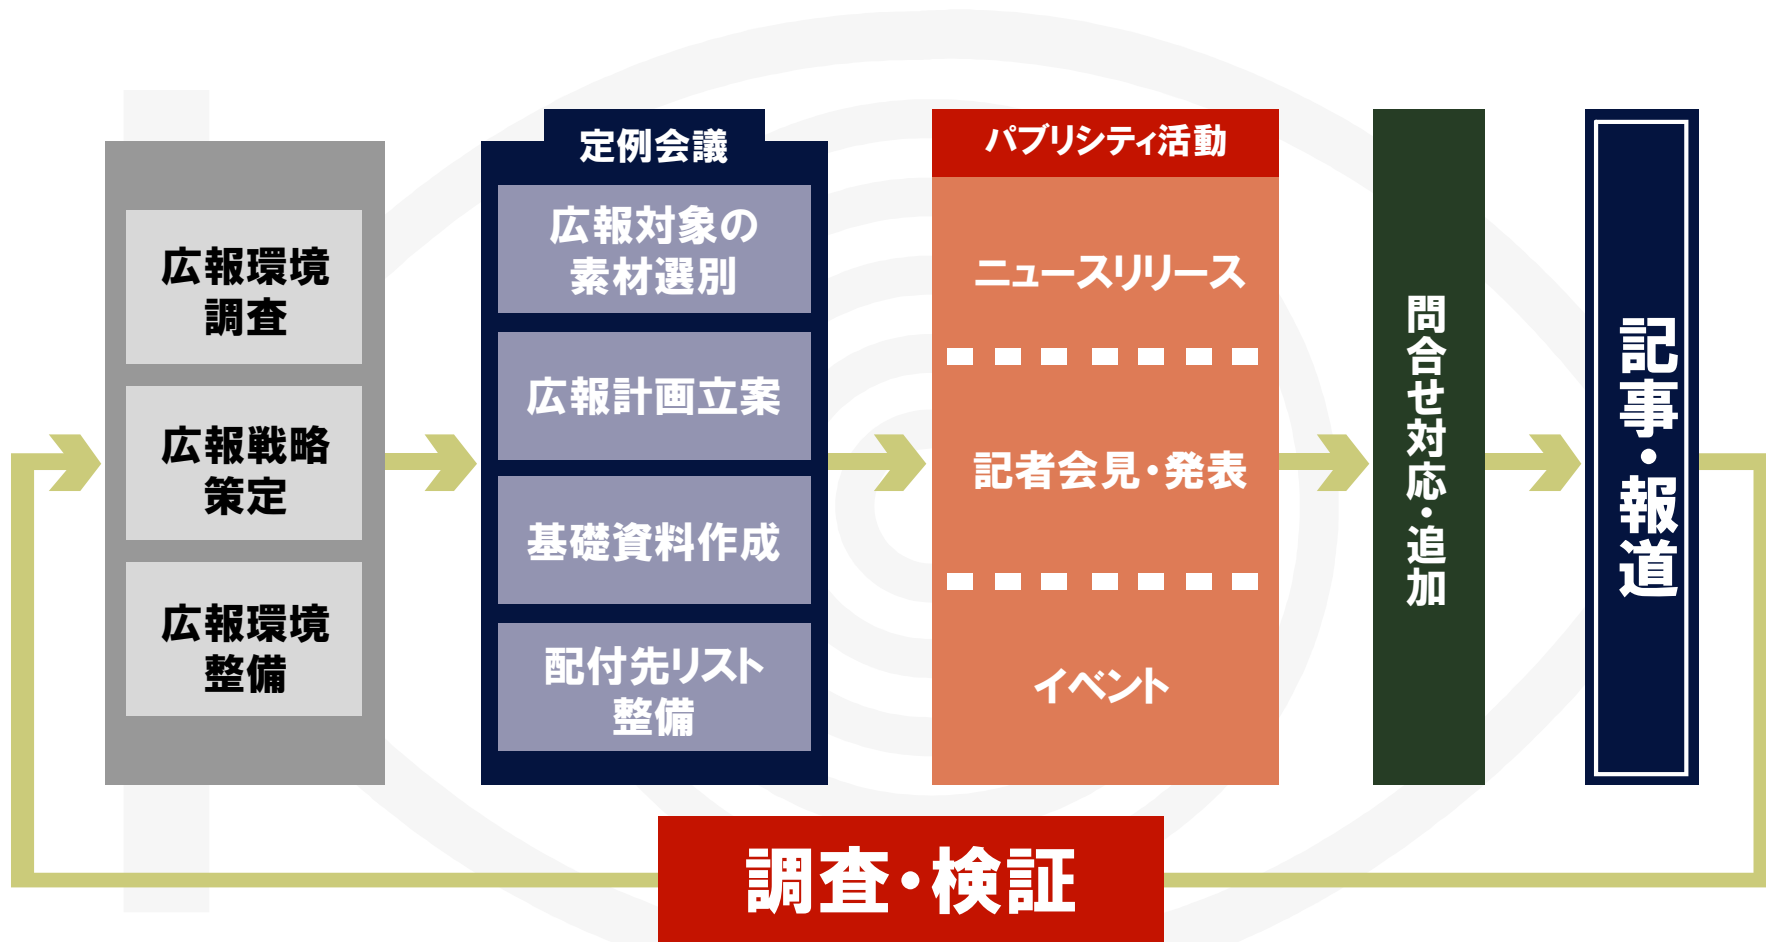 広報環境
調査
広報戦略
策定
広報環境
整備
定例会議
広報対象の
素材選別
広報計画立案
基礎資料作成
配付先リスト
整備
パブリシティ活動
ニュースリリース
記者会見・発表
イベント
問合せ対応・追加
記事・報道
調査・検証